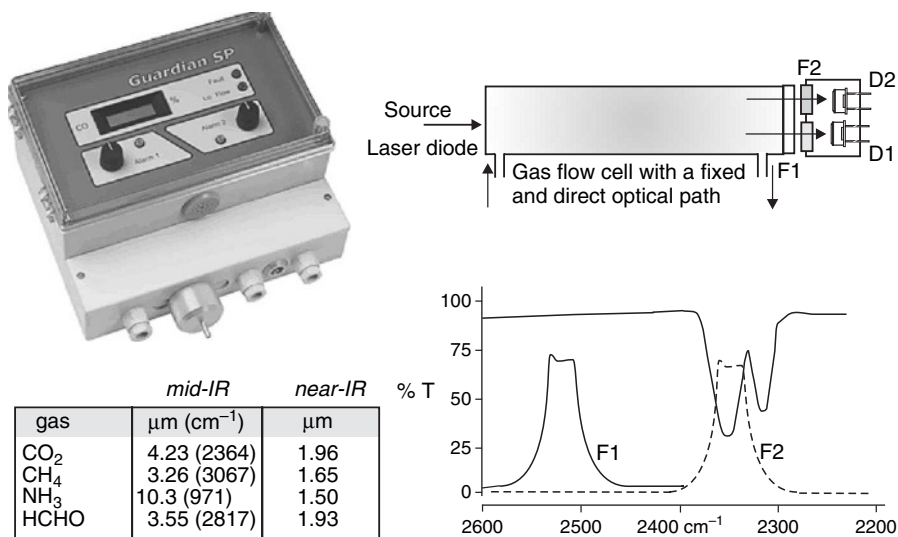 Guardian SP
Fault
Lo Flow
CO
%
Alarm 1
Alarm 2
F2
D2
Source
Laser diode
D1
F1
Gas flow cell with a fixed
and direct optical path
mid-IR near-IR
gas μm (cm⁻¹) μm
CO₂ 4.23 (2364) 1.96
CH₄ 3.26 (3067) 1.65
NH₃ 10.3 (971) 1.50
HCHO 3.55 (2817) 1.93
% T
100
75
50
25
0
F1
F2
2600 2500 2400 cm⁻¹ 2300 2200